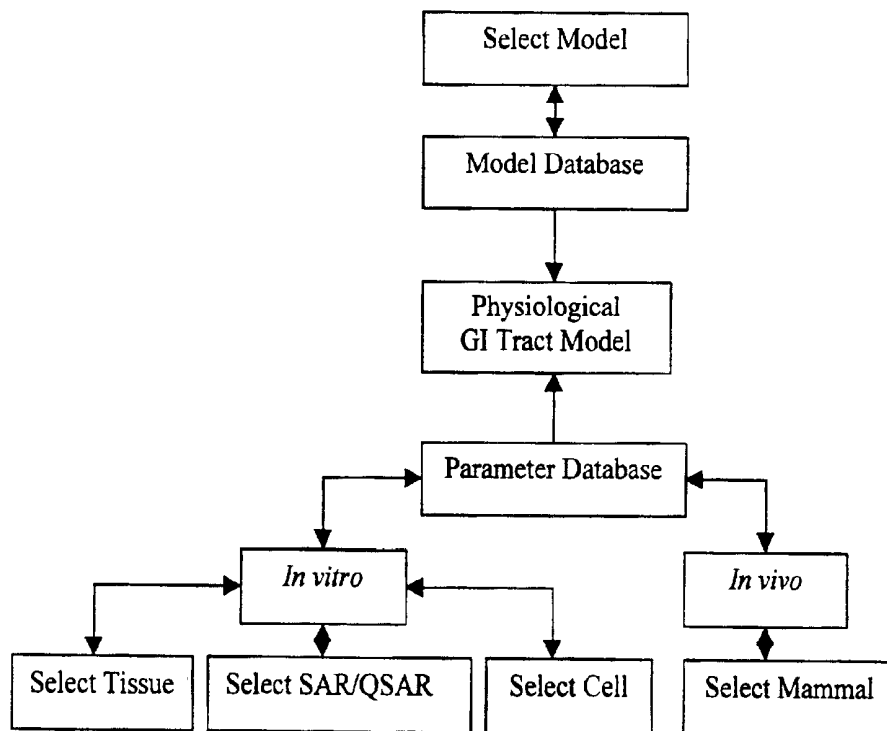 Select Model
Model Database
Physiological
GI Tract Model
Parameter Database
In vitro
In vivo
Select Tissue
Select SAR/QSAR
Select Cell
Select Mammal